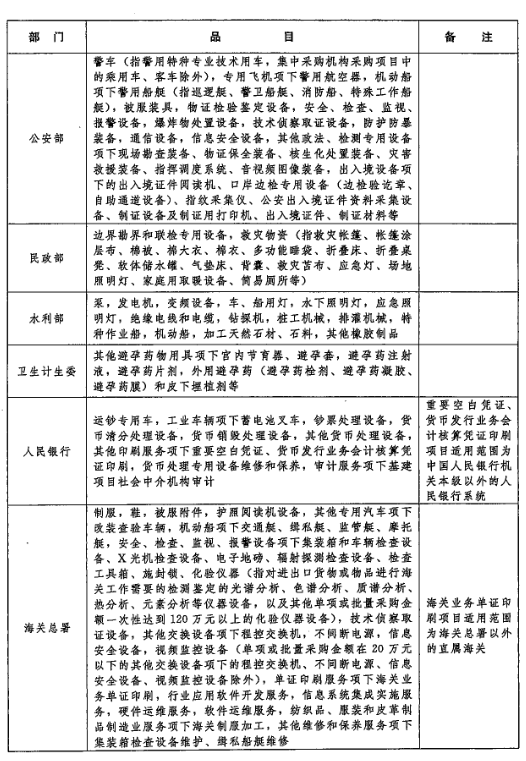 部 门
品 目
备 注
公安部
警车（指警用特种专业技术用车，集中采购机构采购项目中
的乘用车、客车除外），专用飞机项下警用航空器，机动船
项下警用船艇（指巡逻艇、警卫船艇、消防船、特殊工作船
艇），被服装具，物证检验鉴定设备，安全、检查、监视、
报警设备，爆炸物处置设备，技术侦察取证设备，防护防暴
装备，通信设备，信息安全设备，其他政法、检测专用设备
项下现场勘查装备、物证保全装备、核生化处置装备、灾害
救援装备、指挥调度系统、音视频图像装备，出入境设备项
下的出入境证件阅读机、口岸边检专用设备（边检验讫章、
自助通道设备）、指纹采集仪、公安出入境证件资料采集设
备、制证设备及制证用打印机、出入境证件、制证材料等
民政部
边界勘界和联检专用设备，救灾物资（指救灾帐篷、帐篷涂
层布、棉被、棉大衣、棉衣、多功能睡袋、折叠床、折叠桌
凳、软体储水罐、气垫床、背囊、救灾苫布、应急灯、场地
照明灯、家庭用取暖设备、简易厕所等）
水利部
泵，发电机，变频设备，车、船用灯，水下照明灯，应急照
明灯，绝缘电线和电缆，钻探机，桩工机械，排灌机械，特
种作业船，机动船，加工天然石材、石料，其他橡胶制品
卫生计生委
其他避孕药物用具项下宫内节育器、避孕套，避孕药注射
液，避孕药片剂，外用避孕药（避孕药栓剂、避孕药凝胶、
避孕药膜）和皮下埋植剂等
人民银行
运钞专用车，工业车辆项下蓄电池叉车，钞票处理设备，货
币清分处理设备，货币销毁处理设备，其他货币处理设备，
其他印刷服务项下重要空白凭证、货币发行业务会计核算凭
证印刷，货币处理专用设备维修和保养，审计服务项下基建
项目社会中介机构审计
重要空白凭证、
货币发行业务会
计核算凭证印刷
项目适用范围为
中国人民银行机
关本级以外的人
民银行系统
海关总署
制服，鞋，被服附件，护照阅读机设备，其他专用汽车项下
改装查验车辆，机动船项下交通艇、缉私艇、监管艇、摩托
艇，安全、检查、监视、报警设备项下集装箱和车辆检查设
备、X光机检查设备、电子地磅、辐射探测检查设备、检查
工具箱、施封锁、化验仪器（指对进出口货物或物品进行海
关工作需要的检测鉴定的光谱分析、色谱分析、质谱分析、
热分析、元素分析等仪器设备，以及其他单项或批量采购金
额一次性达到120万元以上的化验仪器设备），技术侦察取
证设备，其他交换设备项下程控交换机，不间断电源，信息
安全设备，视频监控设备（单项或批量采购金额在20万元
以下的其他交换设备项下的程控交换机、不间断电源、信息
安全设备、视频监控设备除外），单证印刷服务项下海关业
务单证印刷，行业应用软件开发服务，信息系统集成实施服
务，硬件运维服务，软件运维服务，纺织品、服装和皮革制
品制造业服务项下海关制服加工，其他维修和保养服务项下
集装箱检查设备维护、缉私船艇维修
海关业务单证印
刷项目适用范围
为海关总署以外
的直属海关